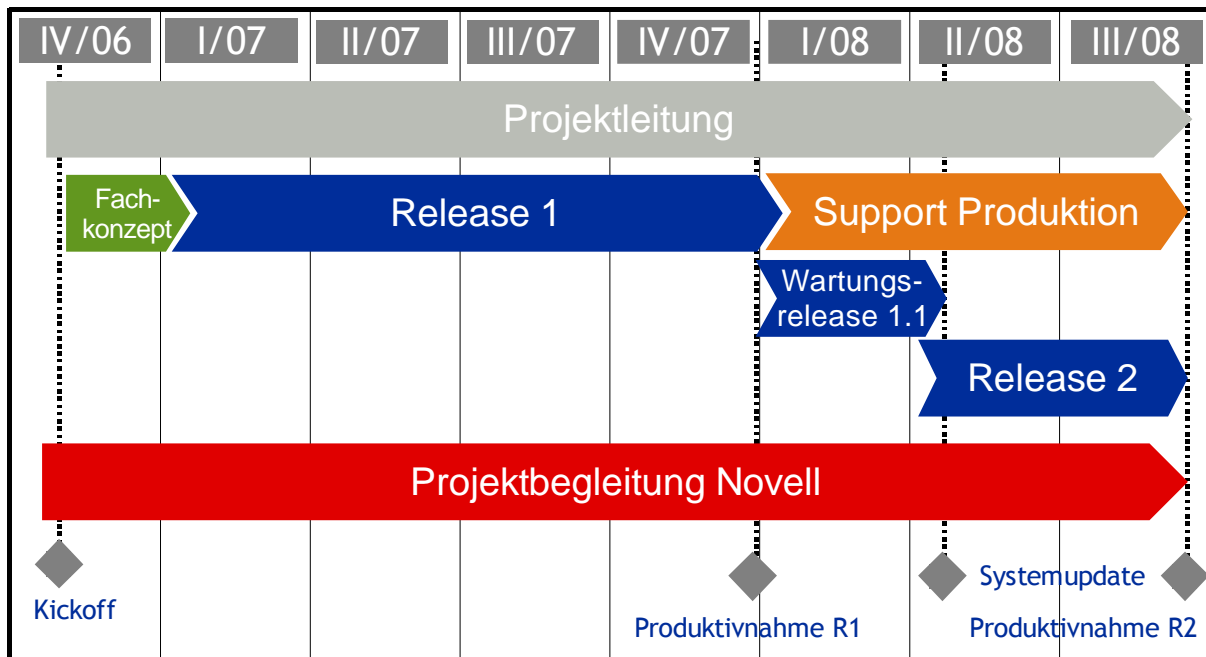 IV/06 I/07 II/07 III/07 IV/07 I/08 II/08 III/08
Projektleitung
Fach-
konzept
Release 1
Support Produktion
Wartungs-
release 1.1
Release 2
Projektbegleitung Novell
Kickoff
Produktivnahme R1
Systemupdate
Produktivnahme R2